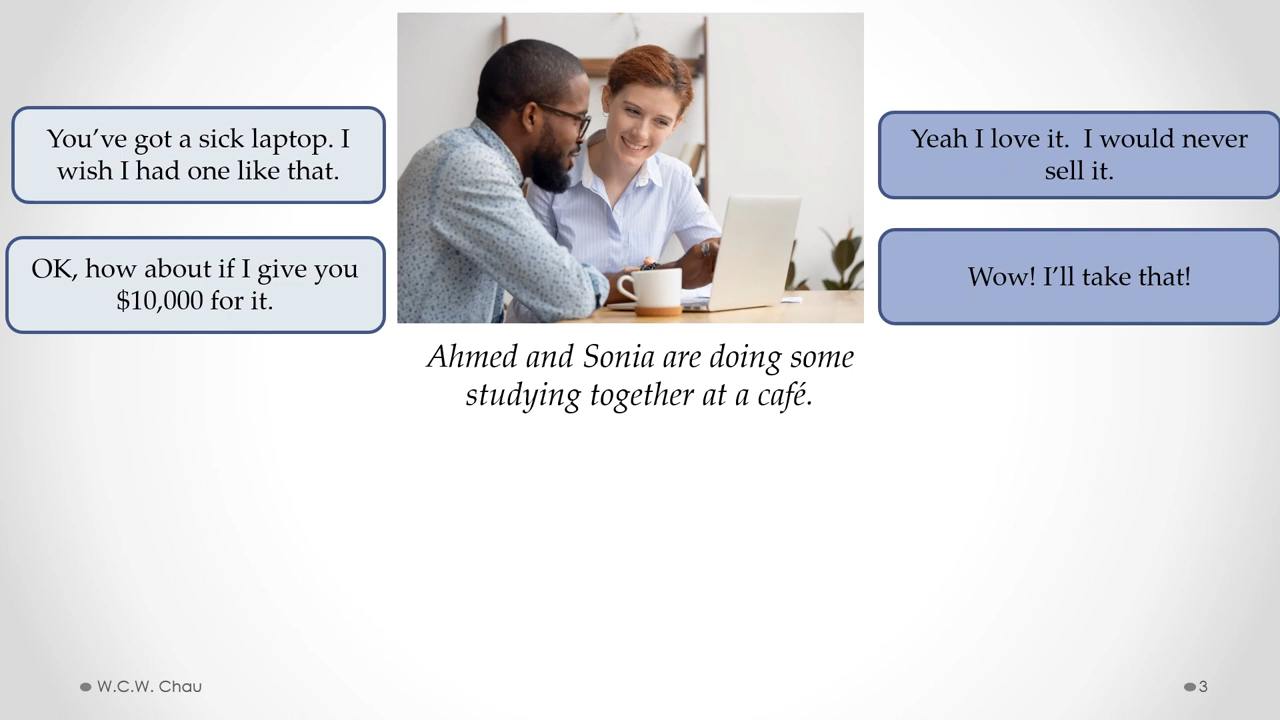 You’ve got a sick laptop. I
wish I had one like that.
Yeah I love it.  I would never
sell it.
OK, how about if I give you
$10,000 for it.
Wow! I’ll take that!
Ahmed and Sonia are doing some
studying together at a café.
W.C.W. Chau
3